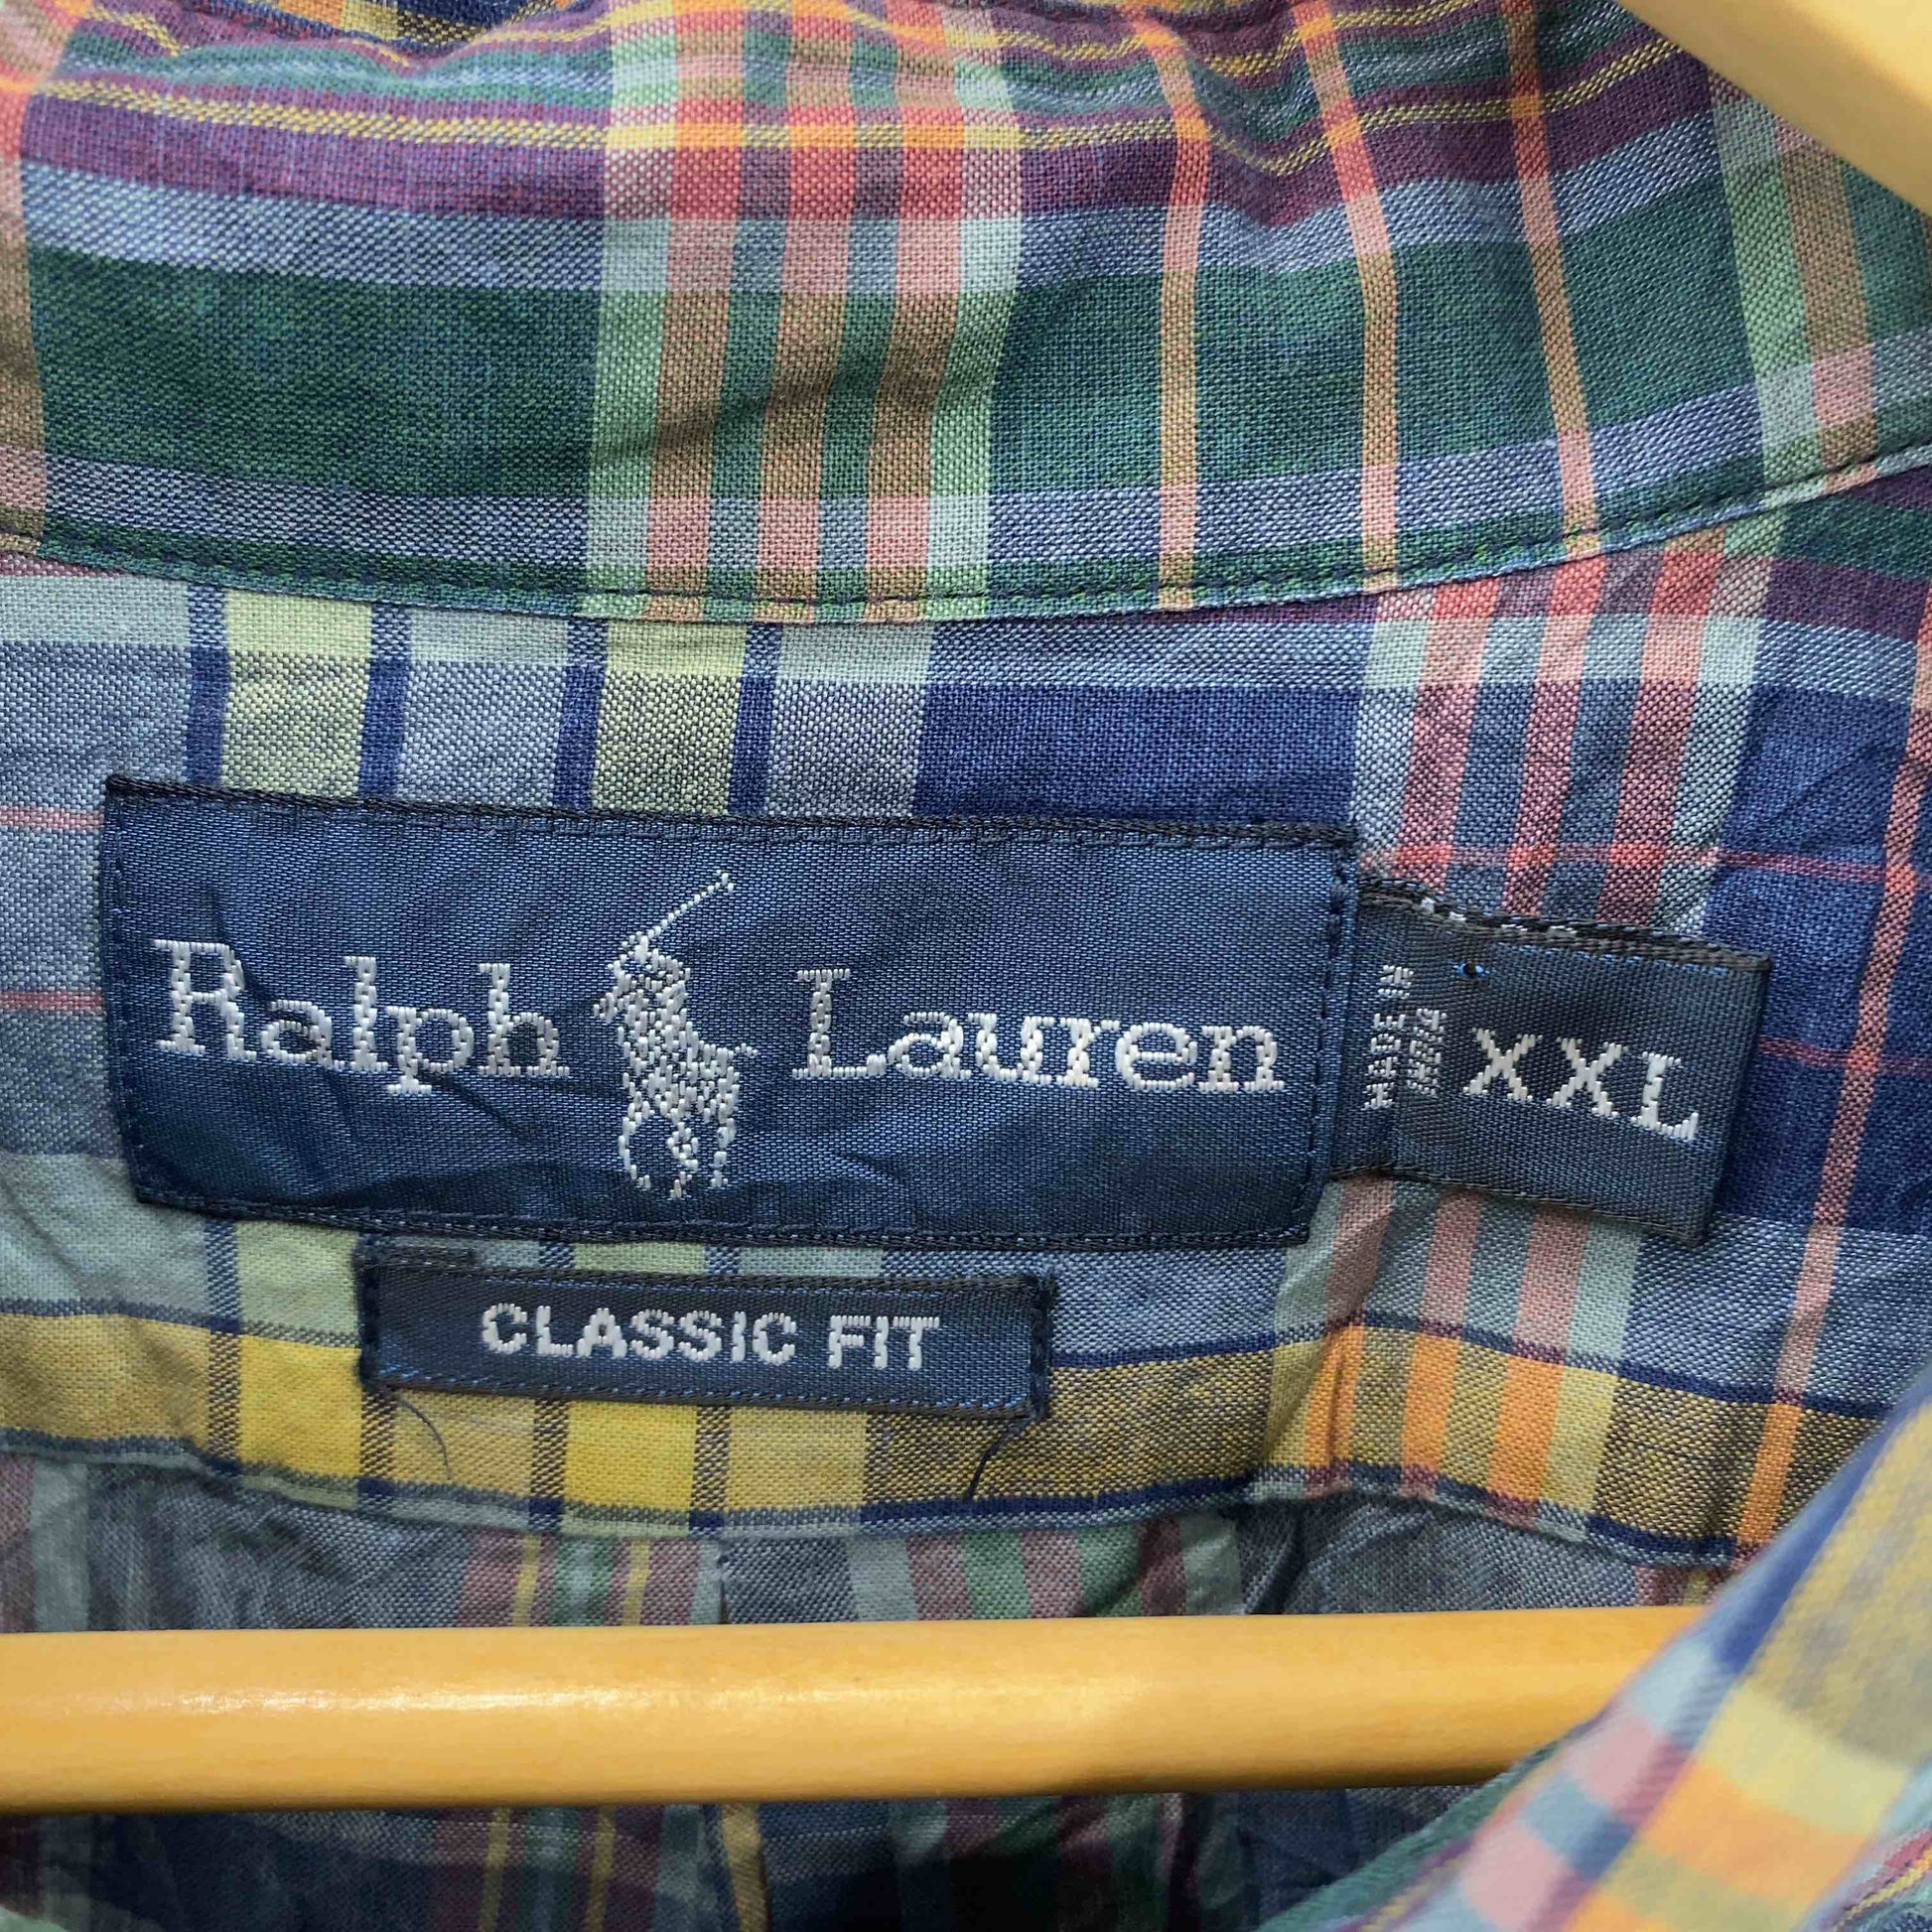 Ralph Lauren
XXL
CLASSIC FIT